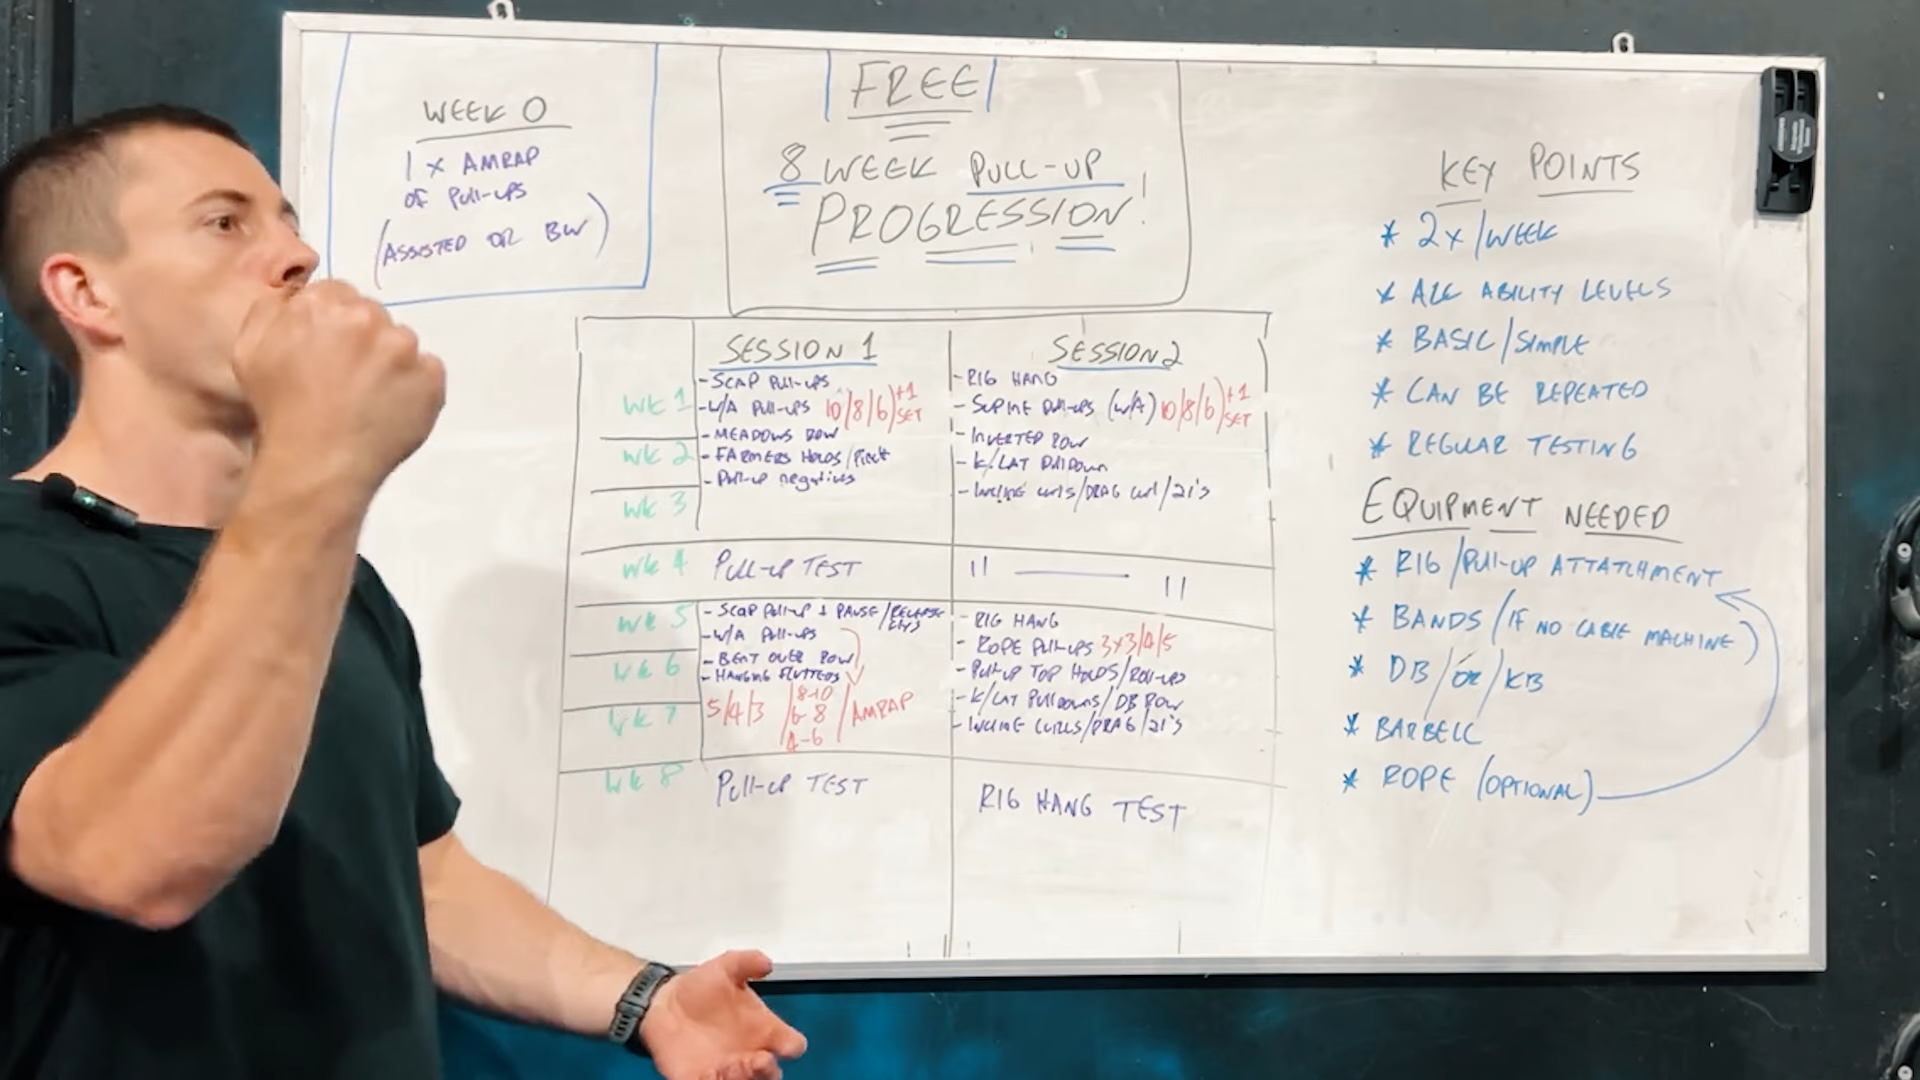 WEEK 0
1 x AMRAP
OF PULL-UPS
(ASSISTED OR BW)
FREE
8 WEEK PULL-UP
PROGRESSION!
SESSION 1
- SCAP PULL-UPS
- W/A PULL-UPS 10/8/6) +1 SET
- MEADOWS ROW
- FARMERS HOLDS/
- PULL-UP negatives
SESSION 2
- RIG HANG
- SUPINE PULL-UPS (W/A) 10/8/6) +1 SET
- INVERTED ROW
- K/LAT PULLDOWN
- INCLINE CURLS/DRAG CURL/21's
WK 1
WK 2
WK 3
WK 4 PULL-UP TEST
" "
WK 5
WK 6
WK 7
- SCAP PULL-UP + PAUSE/RELEASE
- W/A PULL-UPS
- BENT OVER ROW
- HANGING FLUTTERS
5/4/3 /8-10 6-8 4-6 /AMRAP
- RIG HANG
- ROPE PULL-UPS 3x3/4/5
- PULL-UP TOP HOLDS/ROLL-UPS
- K/LAT PULLDOWNS/DB ROW
- INCLINE CURLS/DRAG/21's
WK 8 PULL-UP TEST
RIG HANG TEST
KEY POINTS
* 2x/WEEK
* ALL ABILITY LEVELS
* BASIC/SIMPLE
* CAN BE REPEATED
* REGULAR TESTING
EQUIPMENT NEEDED
* RIG/PULL-UP ATTATCHMENT
* BANDS/(IF NO CABLE MACHINE)
* DB/OR/KB
* BARBELL
* ROPE (OPTIONAL)